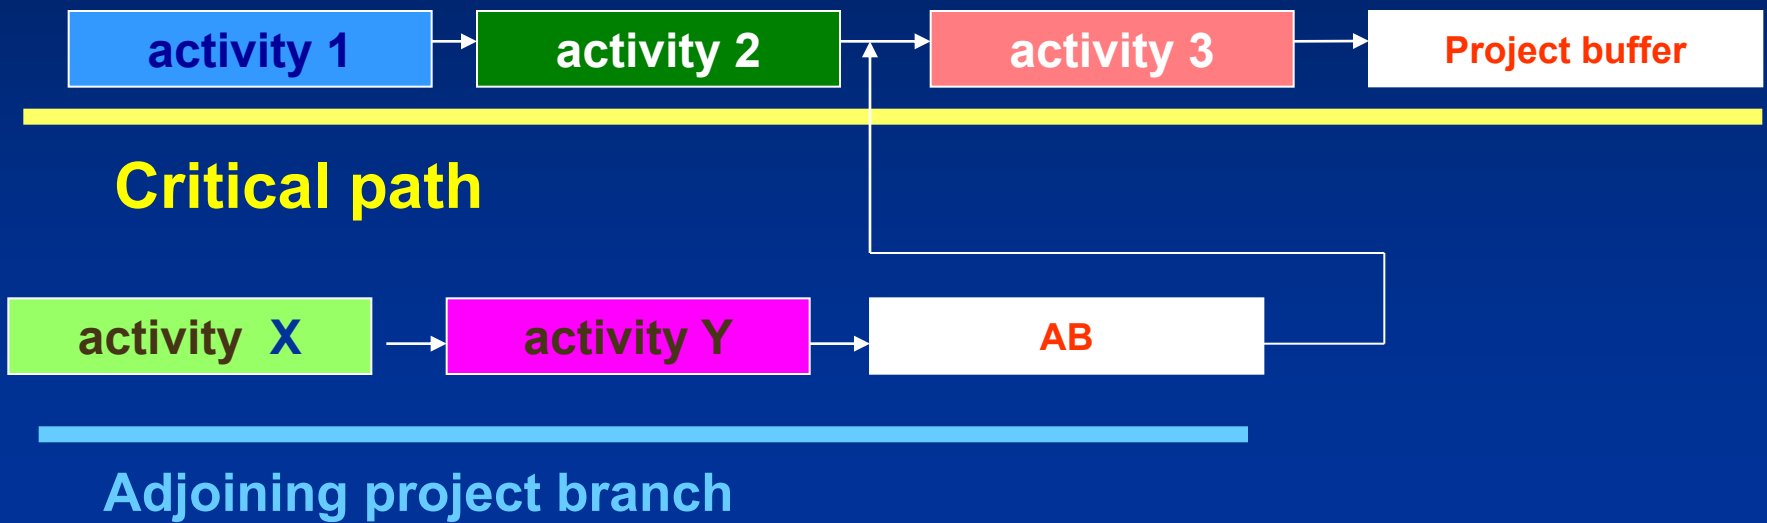 activity 1
activity 2
activity 3
Project buffer
Critical path
activity X
activity Y
AB
Adjoining project branch